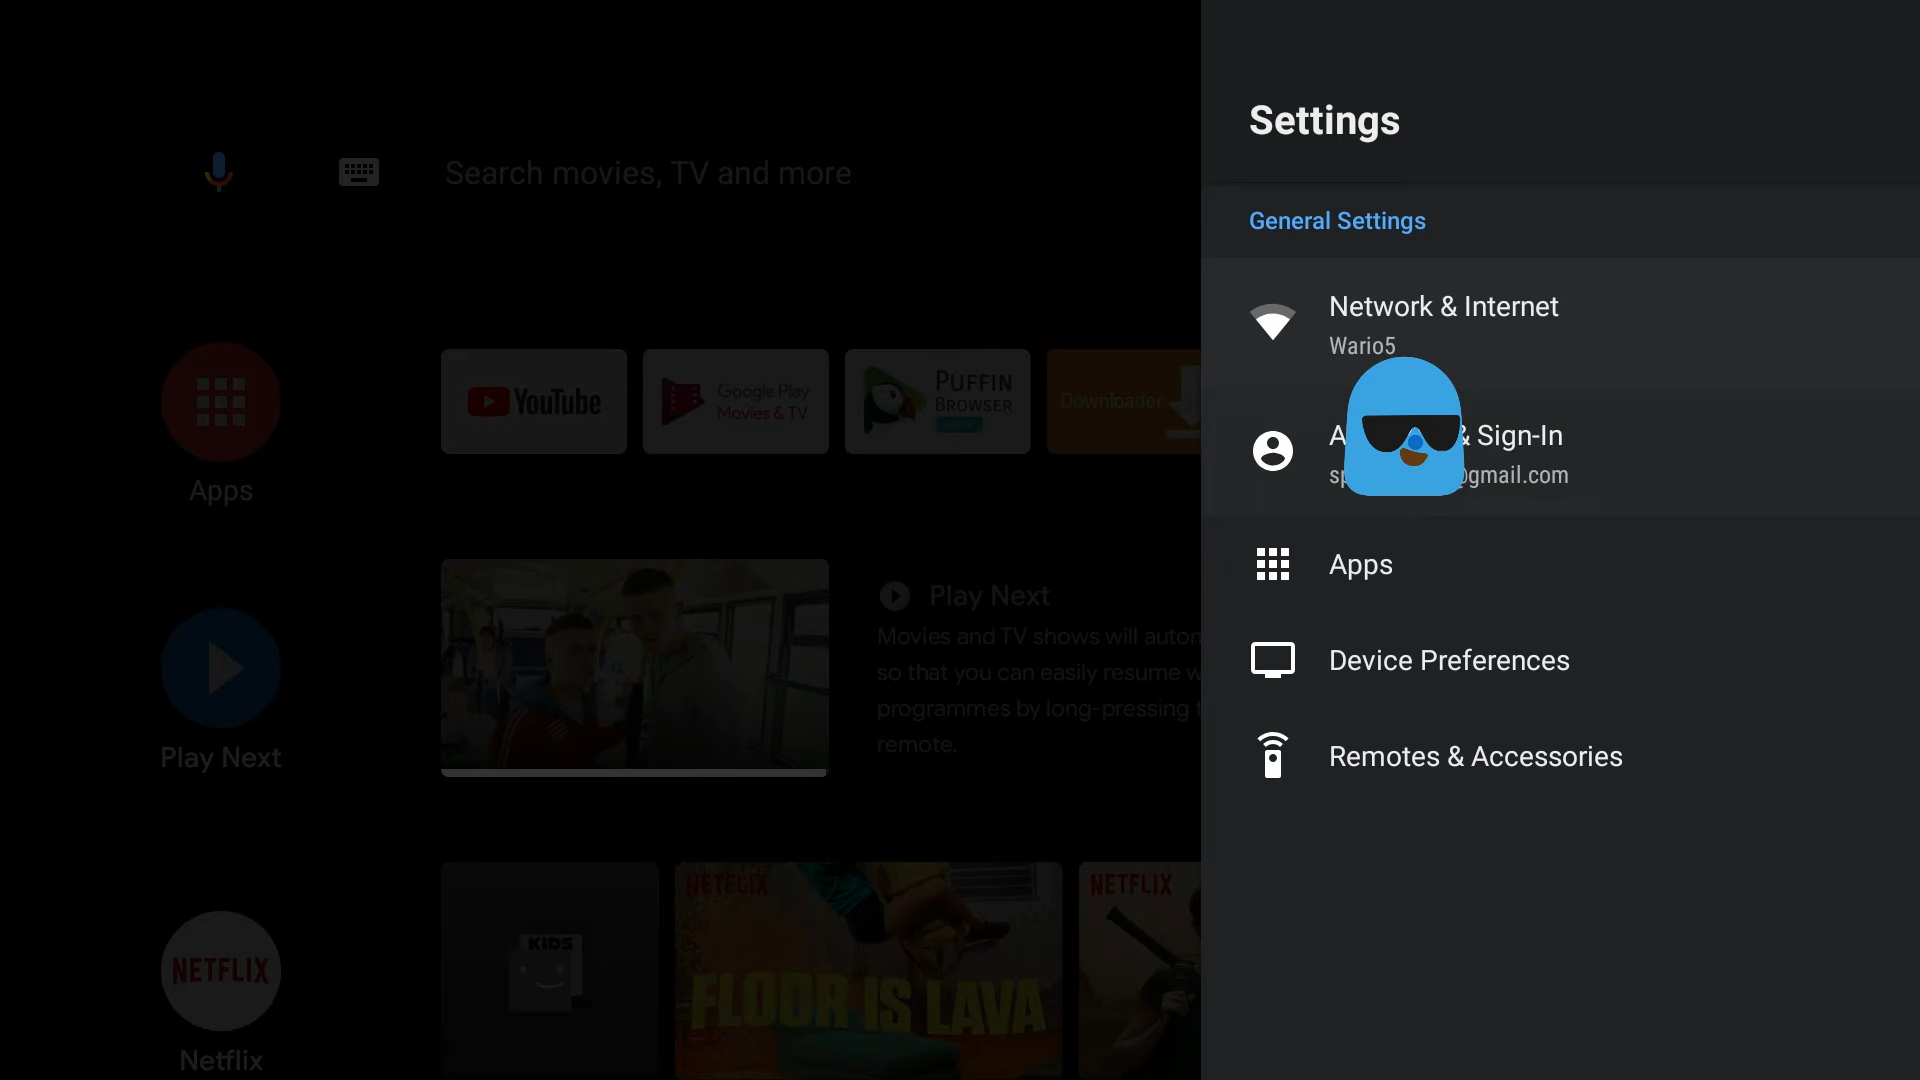 Settings
General Settings
Network & Internet
Wario5
& Sign-In
@gmail.com
Apps
Device Preferences
Remotes & Accessories
Search movies, TV and more
YouTube
Google Play
Movies & TV
PUFFIN
BROWSER
Downloader
Apps
Play Next
Movies and TV shows will auton
so that you can easily resume w
programmes by long-pressing t
remote.
Play Next
NETFLIX
NETFLIX
KIDS
FLOOR IS LAVA
NETFLIX
Netflix